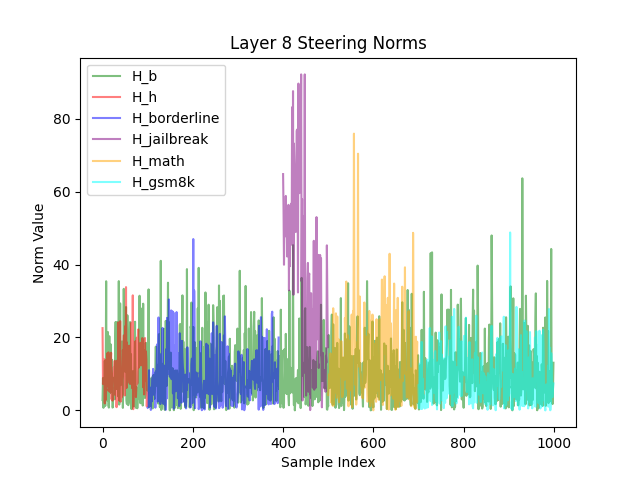 Layer 8 Steering Norms
H_b
H_h
H_borderline
H_jailbreak
H_math
H_gsm8k
80
60
40
20
0
Norm Value
0
200
400
600
800
1000
Sample Index